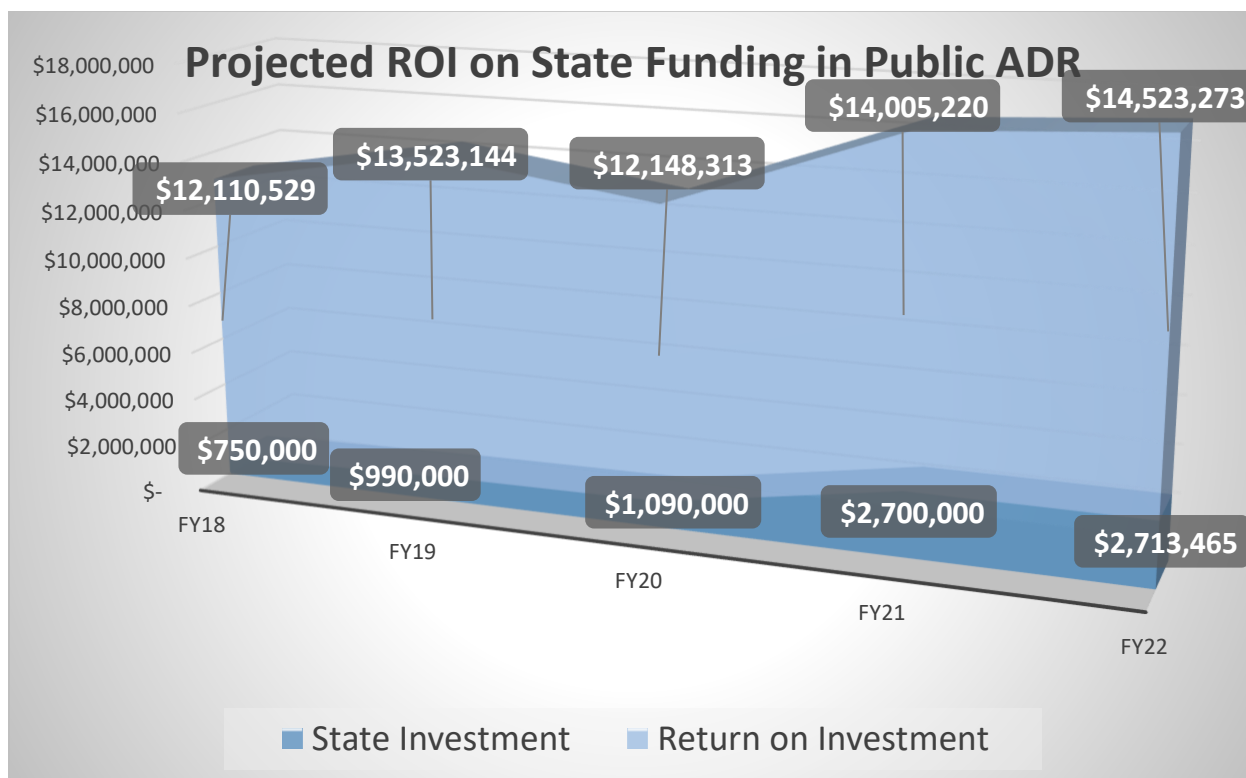 Projected ROI on State Funding in Public ADR
$18,000,000
$16,000,000
$14,000,000
$12,000,000
$10,000,000
$8,000,000
$6,000,000
$4,000,000
$2,000,000
$-
$12,110,529
$13,523,144
$12,148,313
$14,005,220
$14,523,273
$750,000
$990,000
$1,090,000
$2,700,000
$2,713,465
FY18
FY19
FY20
FY21
FY22
State Investment
Return on Investment